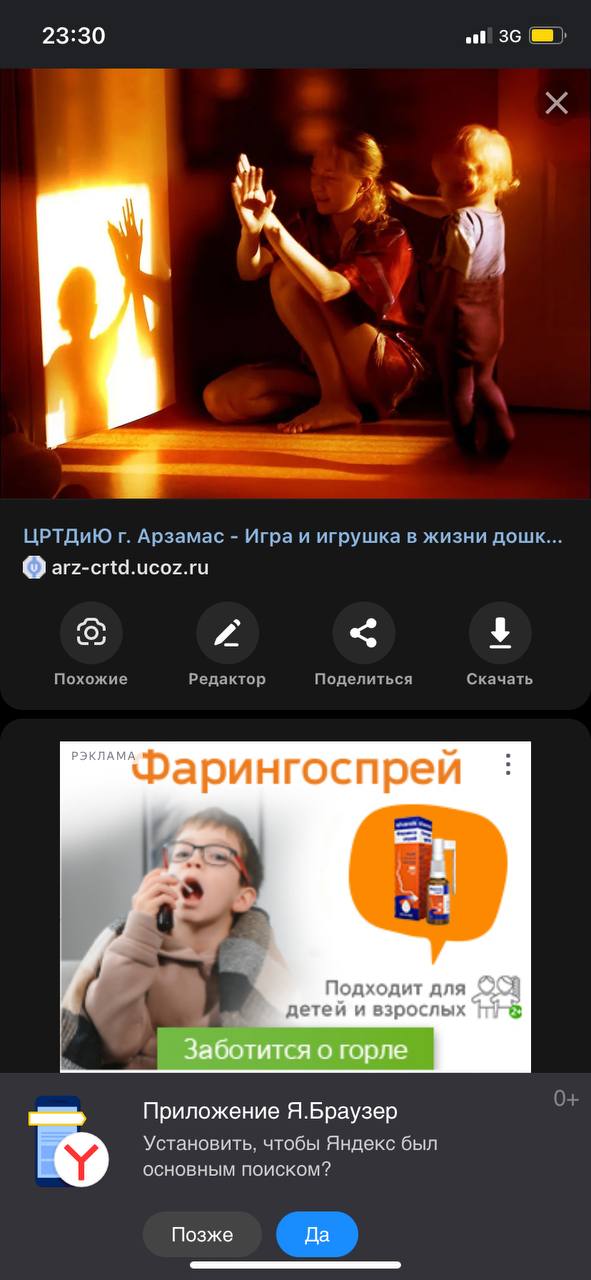 23:30
3G
ЦРТДиЮ г. Арзамас - Игра и игрушка в жизни дошк...
arz-crtd.ucoz.ru
Похожие
Редактор
Поделиться
Скачать
РЭКЛАМА
Фарингоспрей
Подходит для
детей и взрослых
2+
Заботится о горле
0+
Приложение Я.Браузер
Установить, чтобы Яндекс был
основным поиском?
Позже
Да